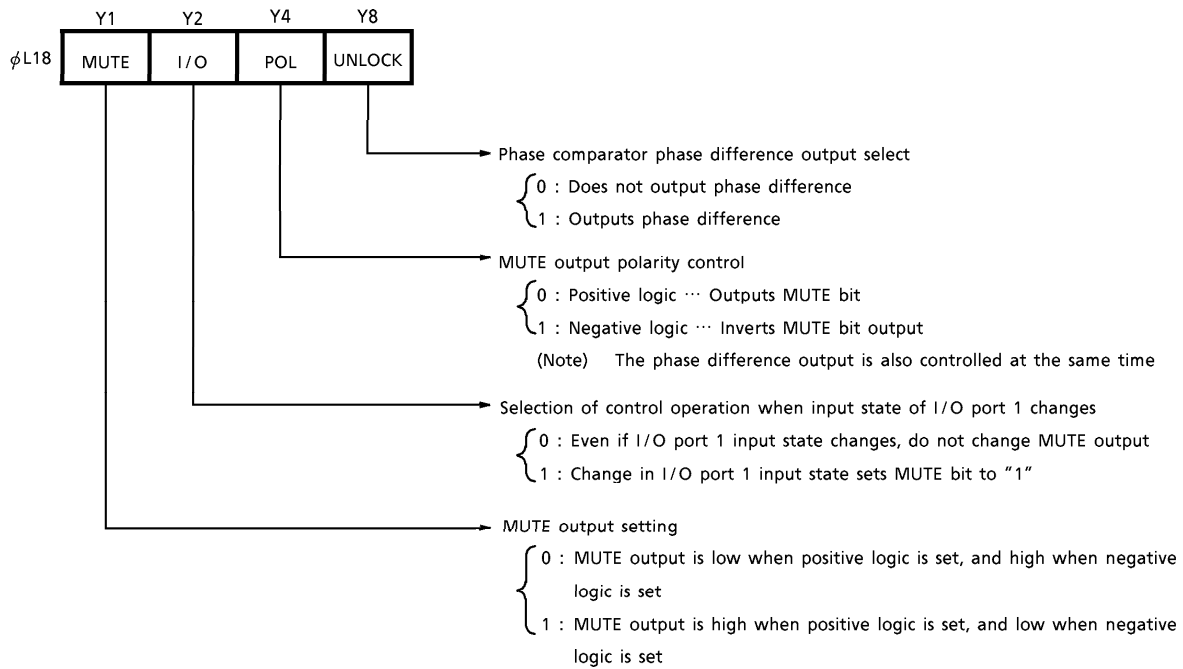 Y1 Y2 Y4 Y8
ϕL18 MUTE I/O POL UNLOCK
Phase comparator phase difference output select
0 : Does not output phase difference
1 : Outputs phase difference
MUTE output polarity control
0 : Positive logic ··· Outputs MUTE bit
1 : Negative logic ··· Inverts MUTE bit output
(Note) The phase difference output is also controlled at the same time
Selection of control operation when input state of I/O port 1 changes
0 : Even if I/O port 1 input state changes, do not change MUTE output
1 : Change in I/O port 1 input state sets MUTE bit to "1"
MUTE output setting
0 : MUTE output is low when positive logic is set, and high when negative
logic is set
1 : MUTE output is high when positive logic is set, and low when negative
logic is set